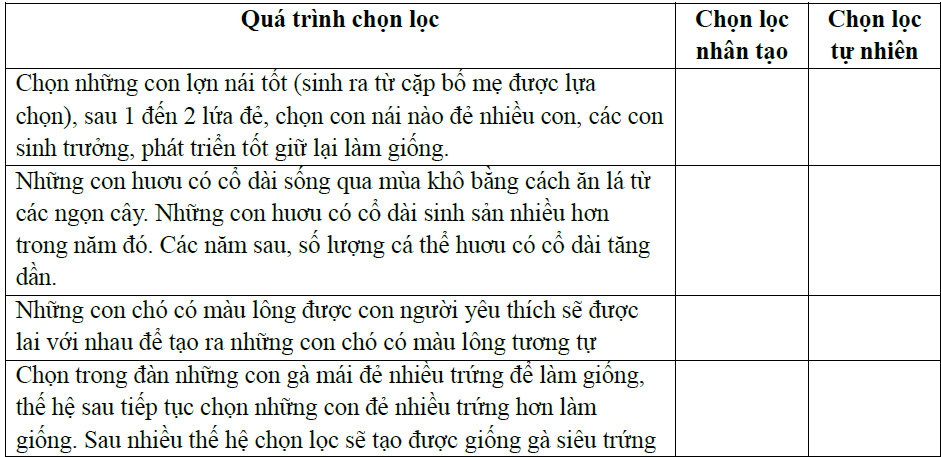 Quá trình chọn lọc
Chọn lọc
nhân tạo
Chọn lọc
tự nhiên
Chọn những con lợn nái tốt (sinh ra từ cặp bố mẹ được lựa
chọn), sau 1 đến 2 lứa đẻ, chọn con nái nào đẻ nhiều con, các con
sinh trưởng, phát triển tốt giữ lại làm giống.
Những con huơu có cổ dài sống qua mùa khô bằng cách ăn lá từ
các ngọn cây. Những con huơu có cổ dài sinh sản nhiều hơn
trong năm đó. Các năm sau, số lượng cá thể huơu có cổ dài tăng
dần.
Những con chó có màu lông được con người yêu thích sẽ được
lai với nhau để tạo ra những con chó có màu lông tương tự
Chọn trong đàn những con gà mái đẻ nhiều trứng để làm giống,
thế hệ sau tiếp tục chọn những con đẻ nhiều trứng hơn làm
giống. Sau nhiều thế hệ chọn lọc sẽ tạo được giống gà siêu trứng